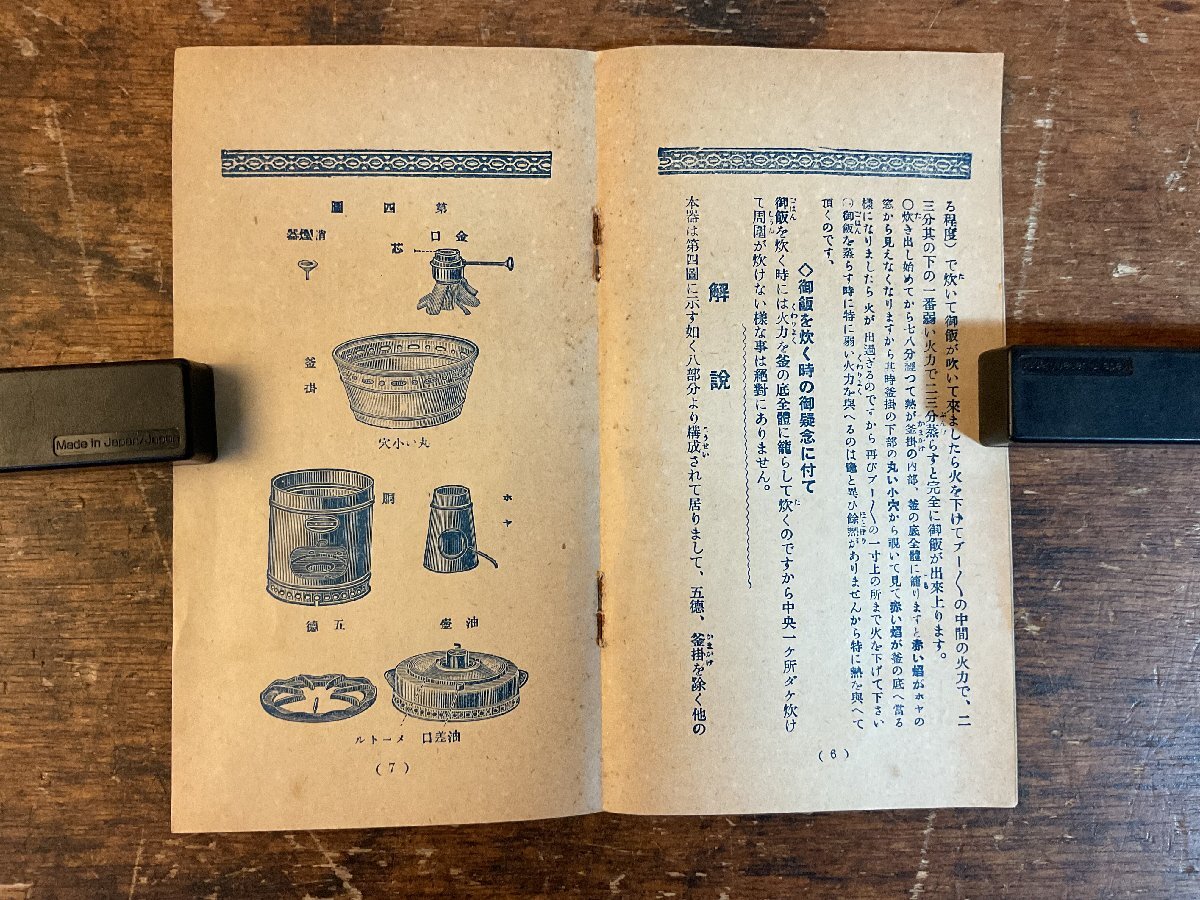 ろ程度)で炊いて御飯が吹いて來ましたら火を下げてブー〱の中間の火力で、二
三分其の下の一番弱い火力で二三分蒸らすと完全に御飯が出來上ります。
〇炊き出し始めてから七八分經つて熱が釜掛の内部、釜の底全體に籠りますと赤い焰がホヤの
窓から見えなくなりますから其時釜掛の下部の丸い小穴から覗いて見て赤い焰が釜の底へ當る
樣になりましたら火が出過ぎるのですから再びブー〱の一寸上の所まで火を下げて下さい
御飯を蒸らす時に特に弱い火力を與へるのは竈と異ひ餘熱がありませんから特に熱を與へて
頂くのです、
◇御飯を炊く時の御疑念に付て
御飯を炊く時には火力を釜の底全體に籠らして炊くのですから中央一ケ所ダケ炊け
て周圍が炊けない樣な事は絕對にありません。
解說
本器は第四圖に示す如く八部分より構成されて居りまして、五德、釜掛を除く他の
(6)
第四圖
金口
芯
消煙器
釜掛
丸い小穴
ホヤ
胴
油壺
五德
油差口
メートル
(7)
Made in Japan/Japon